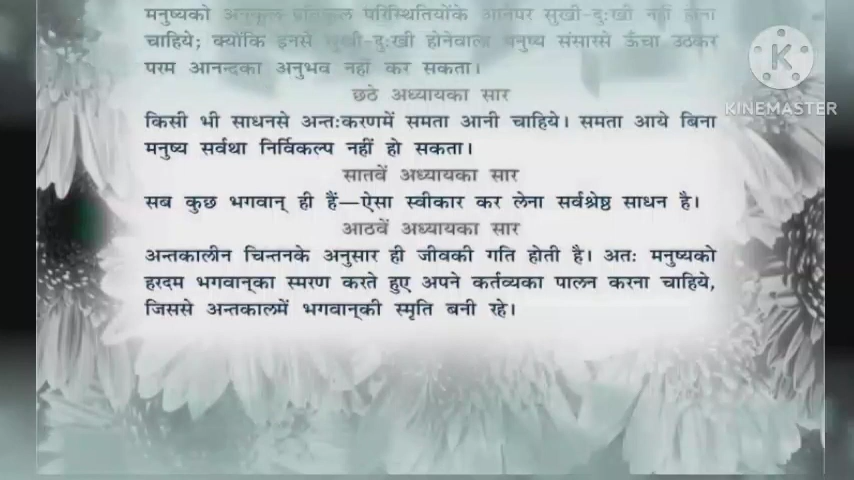 मनुष्यको अनुकूल-प्रतिकूल परिस्थितियोंके आनेपर सुखी-दुःखी नहीं होना
चाहिये; क्योंकि इनसे सुखी-दुःखी होनेवाला मनुष्य संसारसे ऊँचा उठकर
परम आनन्दका अनुभव नहीं कर सकता।
छठे अध्यायका सार
किसी भी साधनसे अन्तःकरणमें समता आनी चाहिये। समता आये बिना
मनुष्य सर्वथा निर्विकल्प नहीं हो सकता।
सातवें अध्यायका सार
सब कुछ भगवान् ही हैं—ऐसा स्वीकार कर लेना सर्वश्रेष्ठ साधन है।
आठवें अध्यायका सार
अन्तकालीन चिन्तनके अनुसार ही जीवकी गति होती है। अतः मनुष्यको
हरदम भगवान्का स्मरण करते हुए अपने कर्तव्यका पालन करना चाहिये,
जिससे अन्तकालमें भगवान्की स्मृति बनी रहे।
K
KINEMASTER